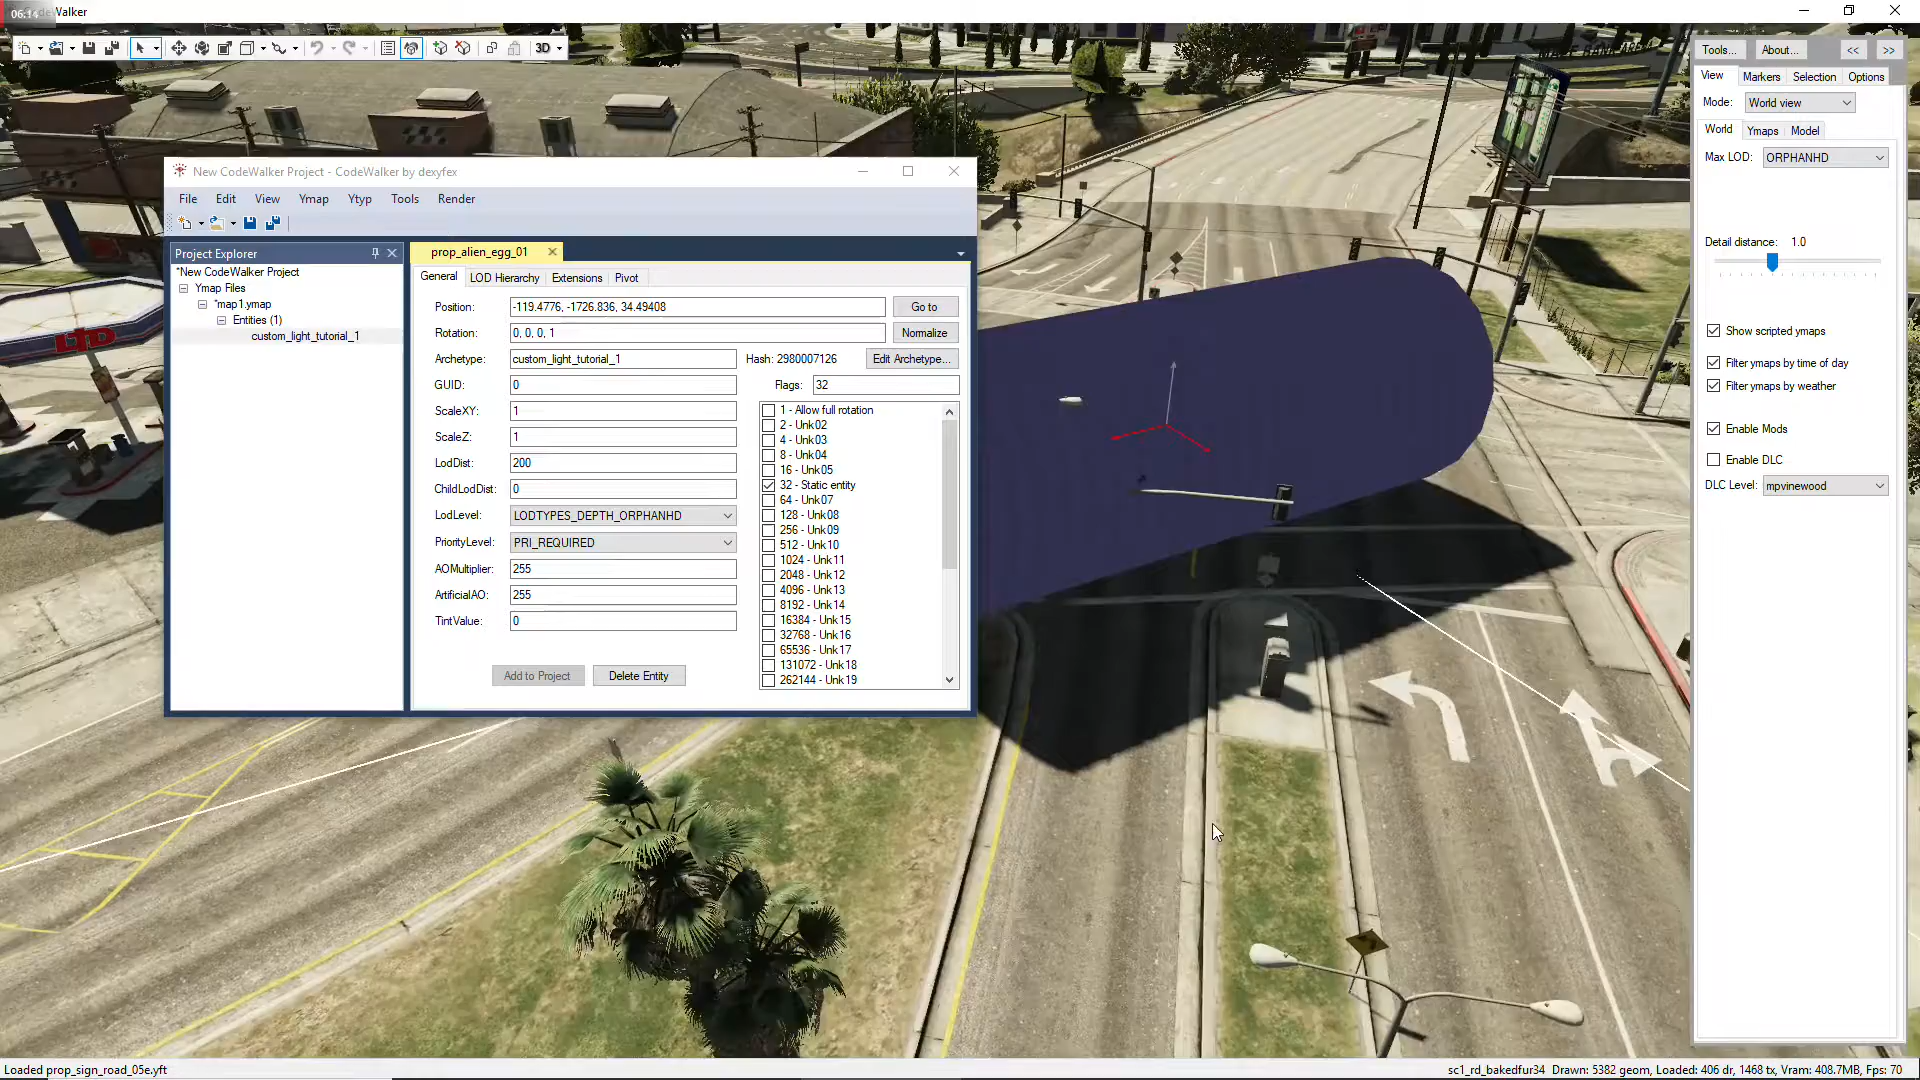 06:14
Walker
3D
Tools...
About...
<<
>>
View
Markers
Selection
Options
Mode:
World view
World
Ymaps
Model
Max LOD:
ORPHANHD
Detail distance:
1.0
Show scripted ymaps
Filter ymaps by time of day
Filter ymaps by weather
Enable Mods
Enable DLC
DLC Level:
mpvinewood
New CodeWalker Project - CodeWalker by dexyfex
File
Edit
View
Ymap
Ytyp
Tools
Render
Project Explorer
*New CodeWalker Project
Ymap Files
*map1.ymap
Entities (1)
custom_light_tutorial_1
prop_alien_egg_01
General
LOD Hierarchy
Extensions
Pivot
Position:
-119.4776, -1726.836, 34.49408
Go to
Rotation:
0, 0, 0, 1
Normalize
Archetype:
custom_light_tutorial_1
Hash: 2980007126
Edit Archetype...
GUID:
0
Flags:
32
ScaleXY:
1
ScaleZ:
1
LodDist:
200
ChildLodDist:
0
LodLevel:
LODTYPES_DEPTH_ORPHANHD
PriorityLevel:
PRI_REQUIRED
AOMultiplier:
255
ArtificialAO:
255
TintValue:
0
1 - Allow full rotation
2 - Unk02
4 - Unk03
8 - Unk04
16 - Unk05
32 - Static entity
64 - Unk07
128 - Unk08
256 - Unk09
512 - Unk10
1024 - Unk11
2048 - Unk12
4096 - Unk13
8192 - Unk14
16384 - Unk15
32768 - Unk16
65536 - Unk17
131072 - Unk18
262144 - Unk19
Add to Project
Delete Entity
LTD
Loaded prop_sign_road_05e.yft
sc1_rd_bakedfur34
Drawn: 5382 geom, Loaded: 406 dr, 1468 tx, Vram: 408.7MB, Fps: 70